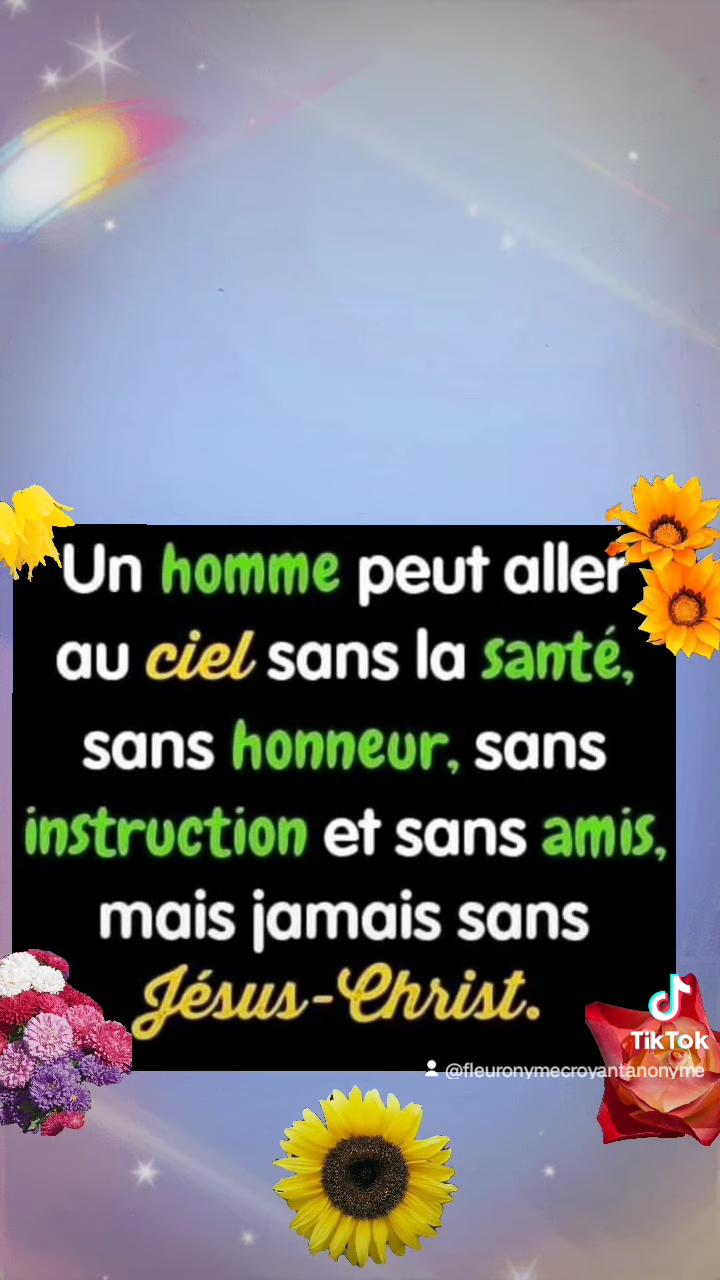 Un homme peut aller
au ciel sans la santé,
sans honneur, sans
instruction et sans amis,
mais jamais sans
Jésus-Christ.
TikTok
@fleuronymecroyantanonyme